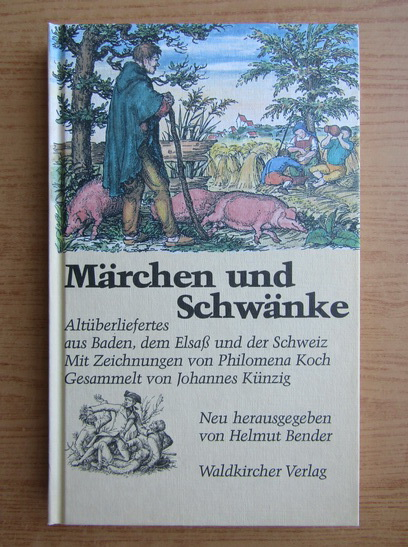 Märchen und
Schwänke
Altüberliefertes
aus Baden, dem Elsaß und der Schweiz
Mit Zeichnungen von Philomena Koch
Gesammelt von Johannes Künzig
Neu herausgegeben
von Helmut Bender
Waldkircher Verlag